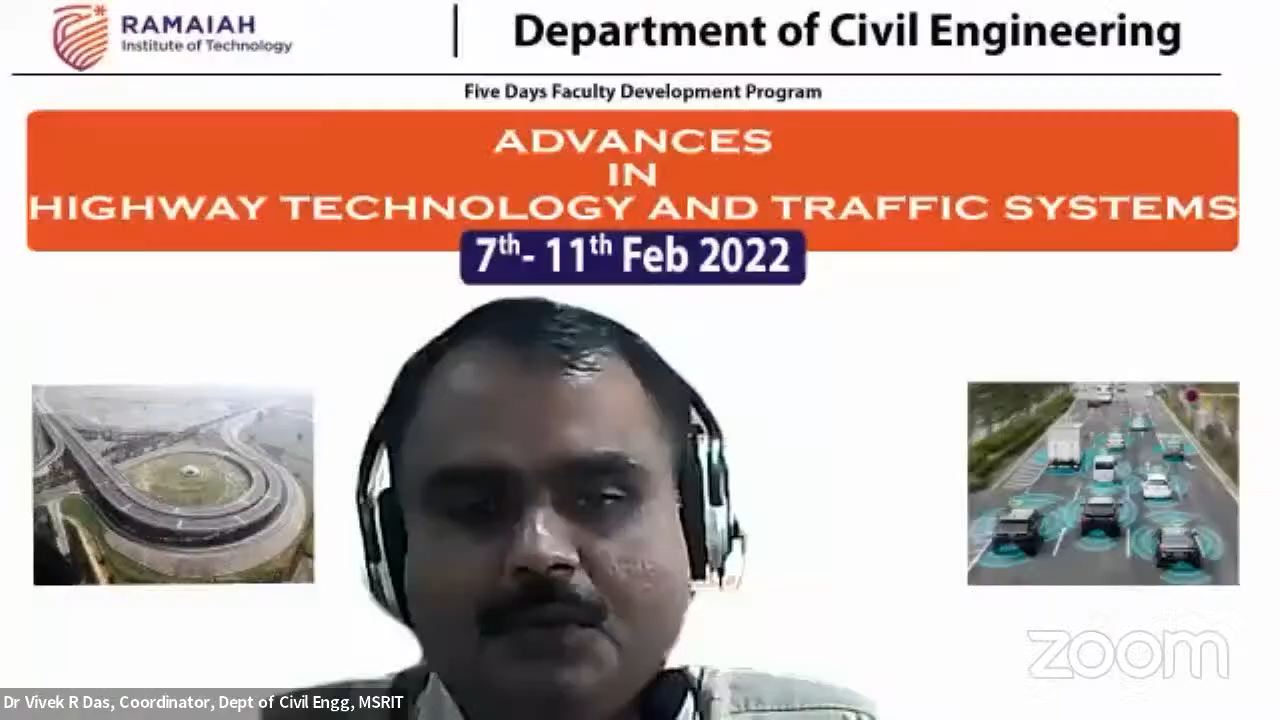 RAMAIAH
Institute of Technology
Department of Civil Engineering
Five Days Faculty Development Program
ADVANCES
IN
HIGHWAY TECHNOLOGY AND TRAFFIC SYSTEMS
7th- 11th Feb 2022
zoom
Dr Vivek R Das, Coordinator, Dept of Civil Engg, MSRIT